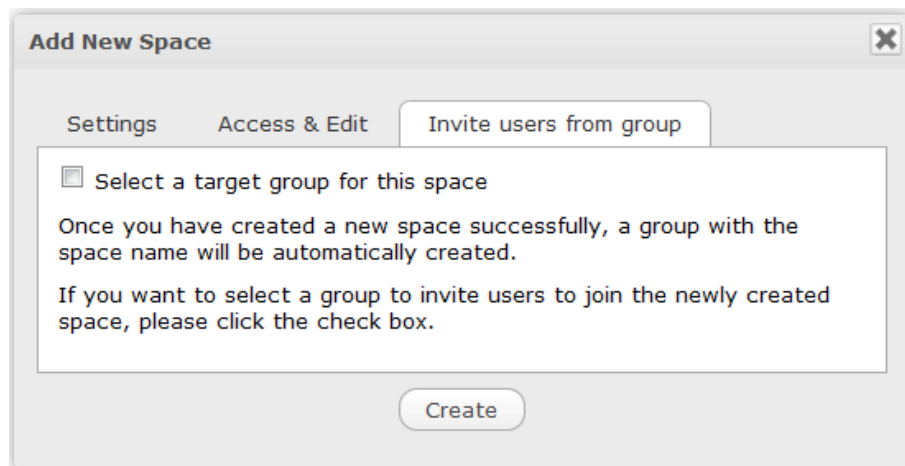 Add New Space
Settings Access & Edit Invite users from group
Select a target group for this space
Once you have created a new space successfully, a group with the
space name will be automatically created.
If you want to select a group to invite users to join the newly created
space, please click the check box.
Create